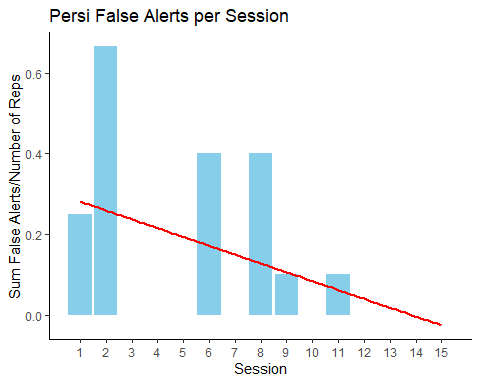 Persi False Alerts per Session
Sum False Alerts/Number of Reps
0.6
0.4
0.2
0.0
1 2 3 4 5 6 7 8 9 10 11 12 13 14 15
Session